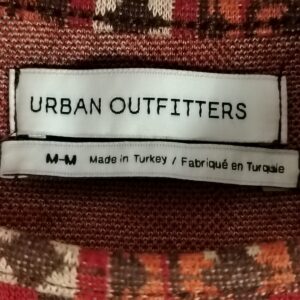 URBAN OUTFITTERS
M-M Made in Turkey / Fabriqué en Turquie